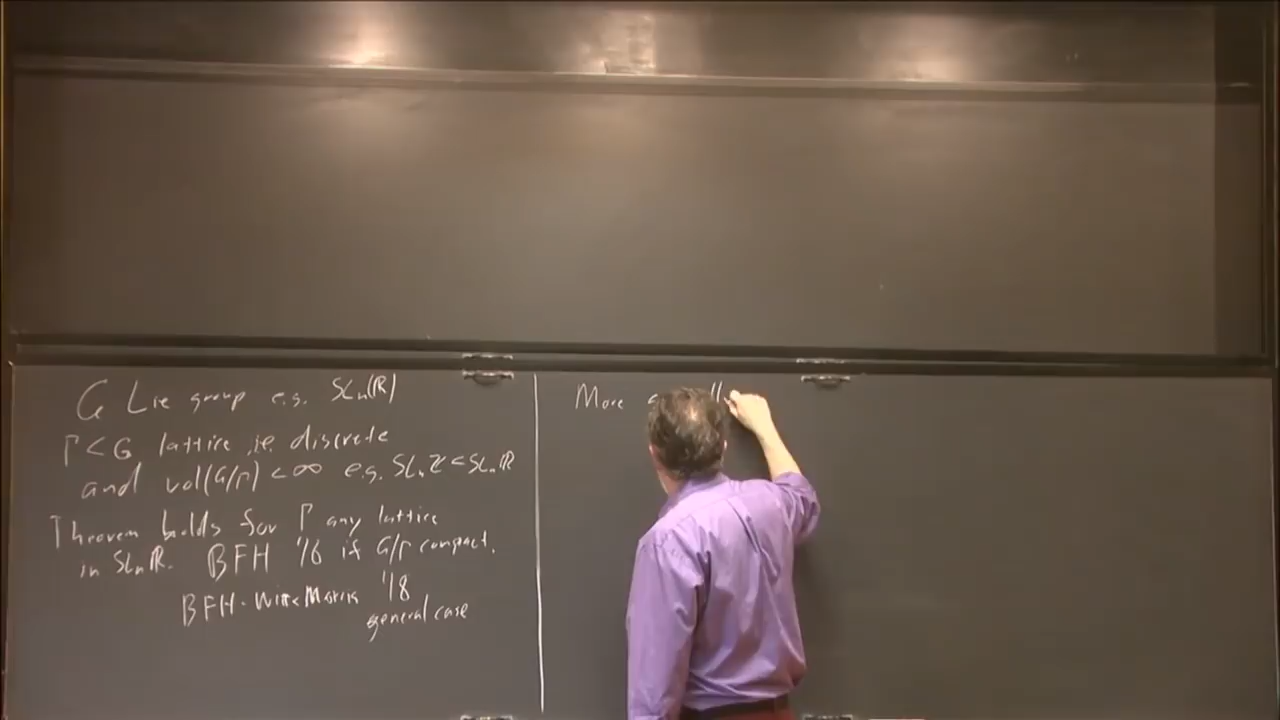 G Lie group e.g. SLₙ(ℝ)
Γ < G lattice i.e. discrete
and vol(G/Γ) < ∞ e.g. SLₙℤ < SLₙℝ
Theorem holds for Γ any lattice
in SLₙℝ. BFH '16 if G/Γ compact.
BFH-Witte Morris '18
general case
More